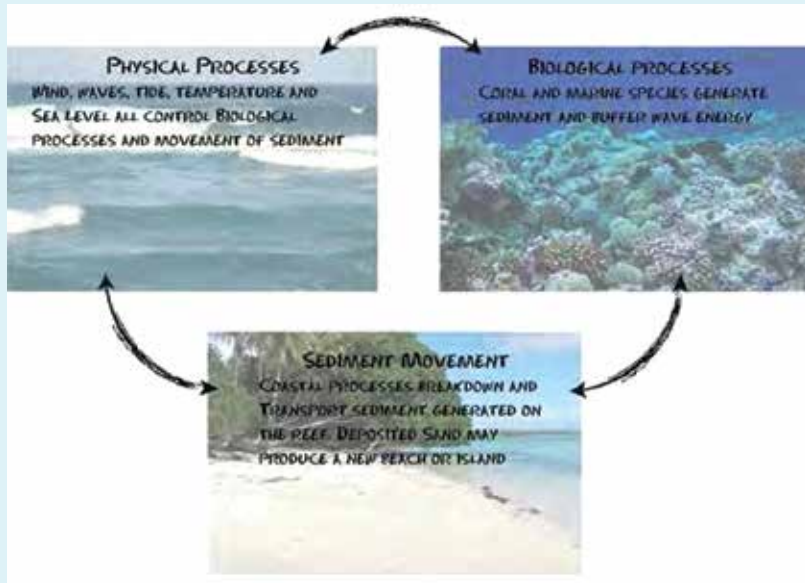 Physical Processes
Wind, waves, tide, temperature and
Sea Level all control Biological
processes and movement of sediment
Biological processes
Coral and marine species generate
sediment and buffer wave energy
Sediment Movement
Coastal processes breakdown and
Transport sediment generated on
the reef. Deposited Sand may
produce a new beach or island